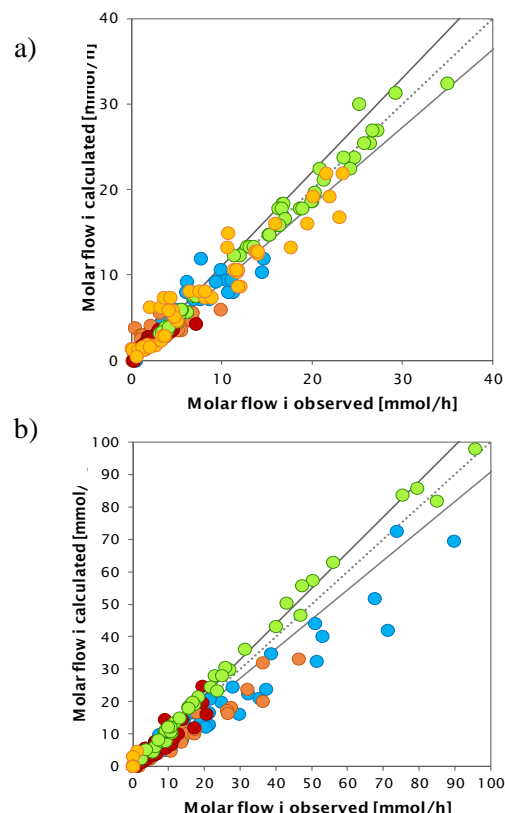 a)
40
30
20
10
0
Molar flow i calculated [mmol/h]
0 10 20 30 40
Molar flow i observed [mmol/h]
b)
100
90
80
70
60
50
40
30
20
10
0
Molar flow i calculated [mmol/
0 10 20 30 40 50 60 70 80 90 100
Molar flow i observed [mmol/h]